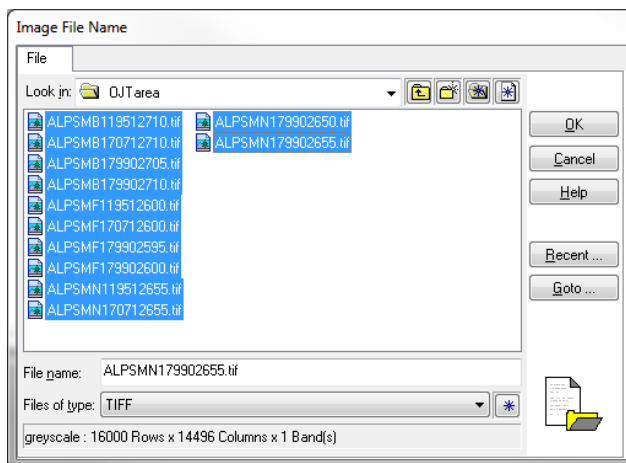 Image File Name
File
Look in: OJTarea
ALPSMB119512710.tif
ALPSMB170712710.tif
ALPSMB179902705.tif
ALPSMB179902710.tif
ALPSMF119512600.tif
ALPSMF170712600.tif
ALPSMF179902595.tif
ALPSMF179902600.tif
ALPSMN119512655.tif
ALPSMN170712655.tif
ALPSMN179902650.tif
ALPSMN179902655.tif
OK
Cancel
Help
Recent ...
Goto ...
File name: ALPSMN179902655.tif
Files of type: TIFF
greyscale : 16000 Rows x 14496 Columns x 1 Band(s)